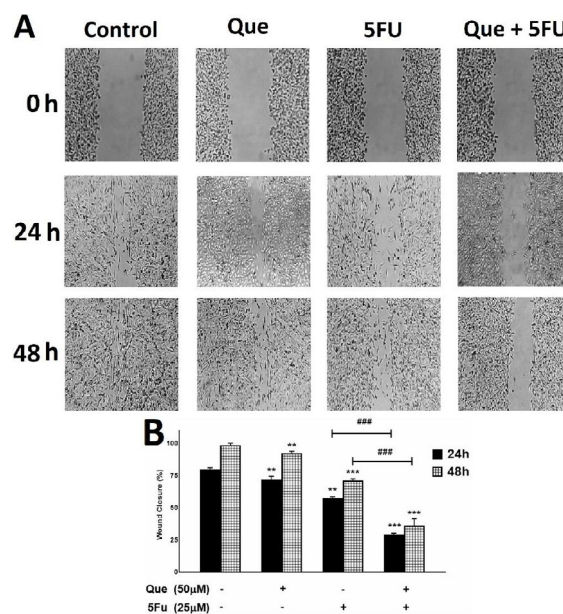 A
Control Que 5FU Que + 5FU
0 h
24 h
48 h
B
###
###
24h
48h
**
**
**
***
***
***
Wound Closure (%)
100
75
50
25
0
Que (50μM) - + - +
5Fu (25μM) - - + +